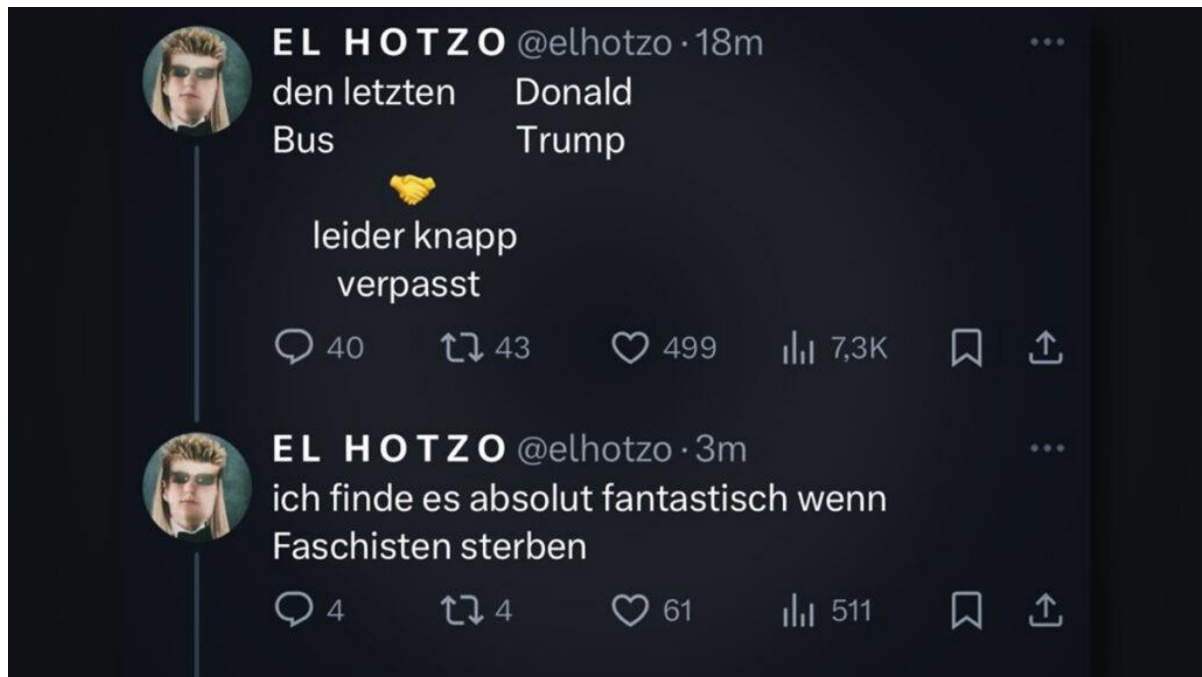 EL HOTZO @elhotzo · 18m
den letzten Donald
Bus Trump
🤝
leider knapp
verpasst
40 43 499 7,3K
EL HOTZO @elhotzo · 3m
ich finde es absolut fantastisch wenn
Faschisten sterben
4 4 61 511